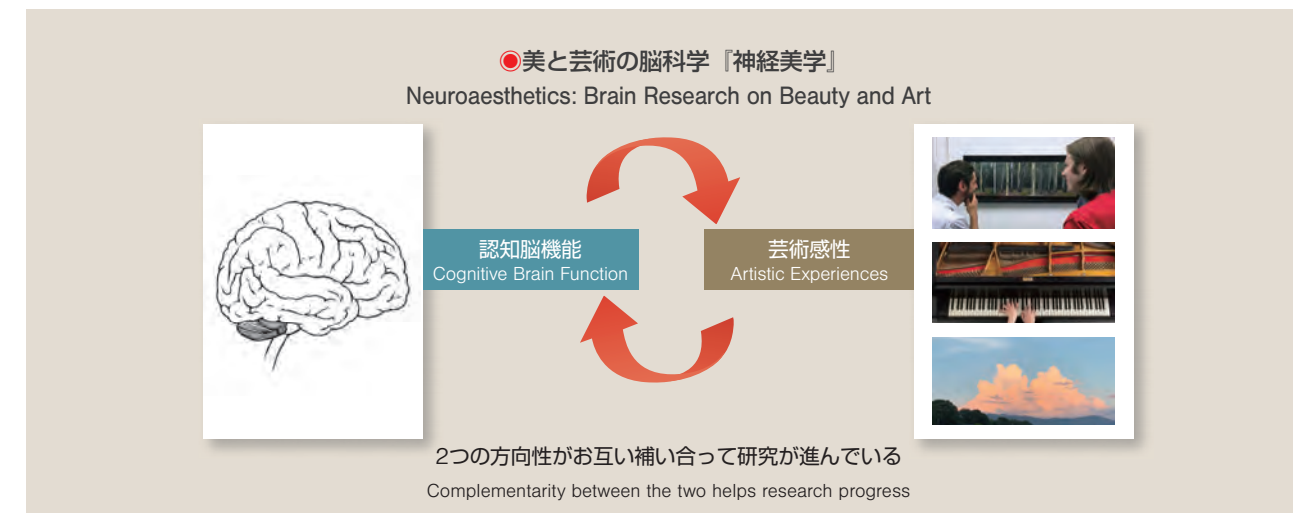 ◉美と芸術の脳科学『神経美学』
Neuroaesthetics: Brain Research on Beauty and Art
認知脳機能
Cognitive Brain Function
芸術感性
Artistic Experiences
2つの方向性がお互い補い合って研究が進んでいる
Complementarity between the two helps research progress